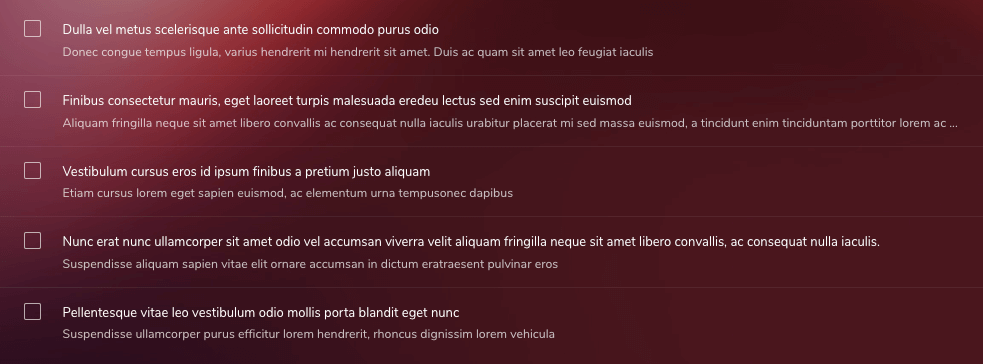 Dulla vel metus scelerisque ante sollicitudin commodo purus odio
Donec congue tempus ligula, varius hendrerit mi hendrerit sit amet. Duis ac quam sit amet leo feugiat iaculis
Finibus consectetur mauris, eget laoreet turpis malesuada eredeu lectus sed enim suscipit euismod
Aliquam fringilla neque sit amet libero convallis ac consequat nulla iaculis urabitur placerat mi sed massa euismod, a tincidunt enim tinciduntam porttitor lorem ac ...
Vestibulum cursus eros id ipsum finibus a pretium justo aliquam
Etiam cursus lorem eget sapien euismod, ac elementum urna tempusonec dapibus
Nunc erat nunc ullamcorper sit amet odio vel accumsan viverra velit aliquam fringilla neque sit amet libero convallis, ac consequat nulla iaculis.
Suspendisse aliquam sapien vitae elit ornare accumsan in dictum eratraesent pulvinar eros
Pellentesque vitae leo vestibulum odio mollis porta blandit eget nunc
Suspendisse ullamcorper purus efficitur lorem hendrerit, rhoncus dignissim lorem vehicula